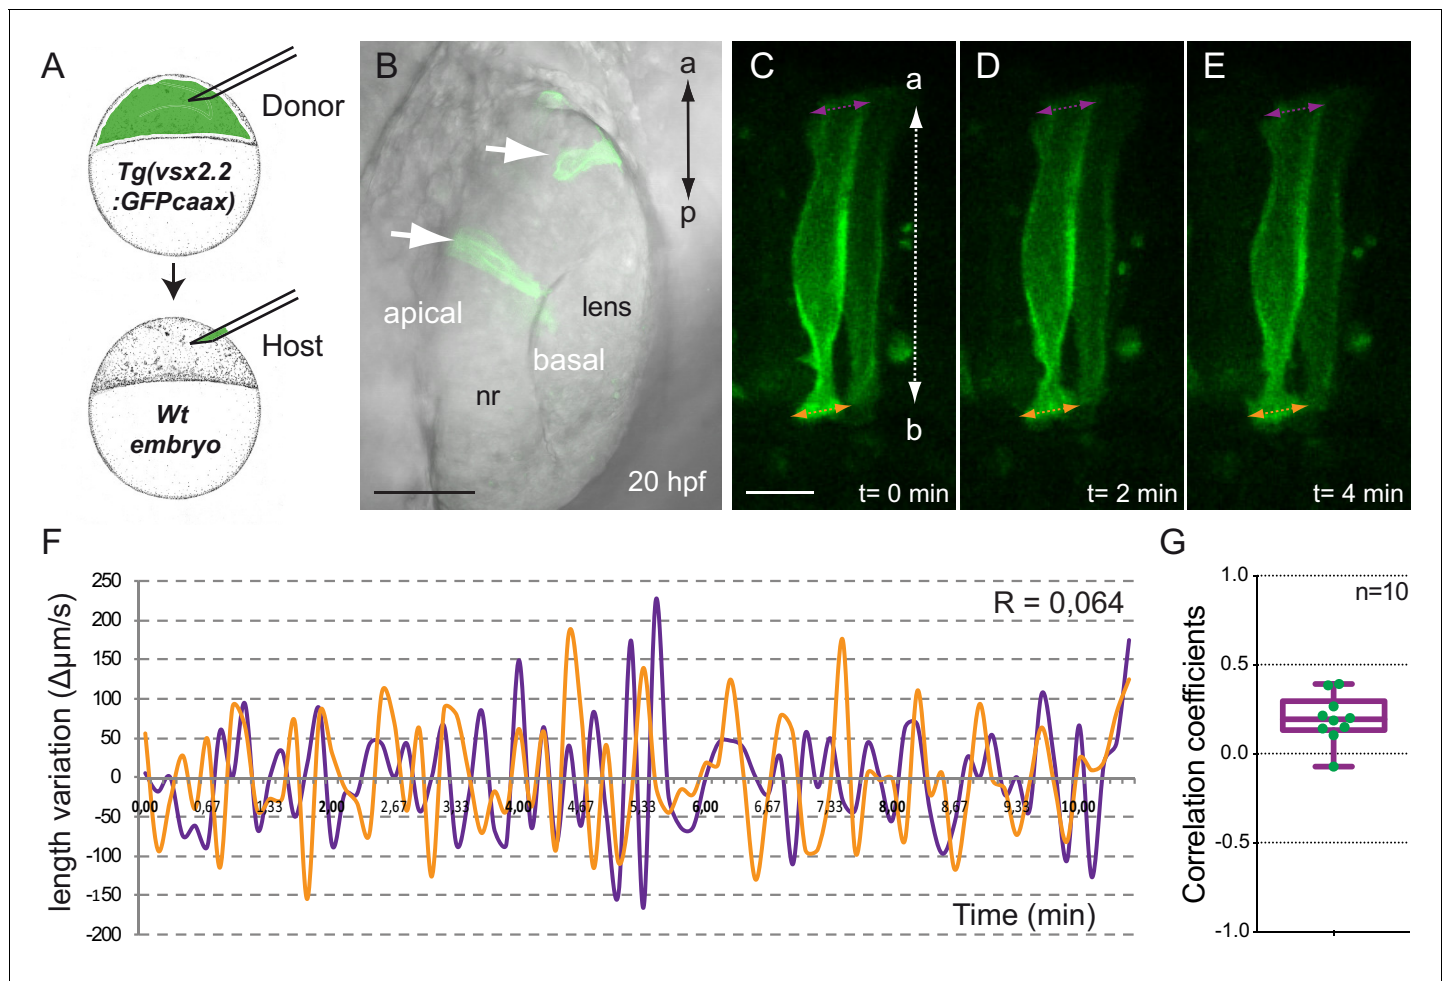 A
Donor
Tg(vsx2.2
:GFPcaax)
Host
Wt
embryo
B
a
p
apical
lens
basal
nr
20 hpf
C
a
b
t= 0 min
D
t= 2 min
E
t= 4 min
F
length variation (Δµm/s)
250
200
150
100
50
0
-50
-100
-150
-200
R = 0,064
0,00 0,67 1,33 2,00 2,67 3,33 4,00 4,67 5,33 6,00 6,67 7,33 8,00 8,67 9,33 10,00
Time (min)
G
Correlation coefficients
1.0
0.5
0.0
-0.5
-1.0
n=10